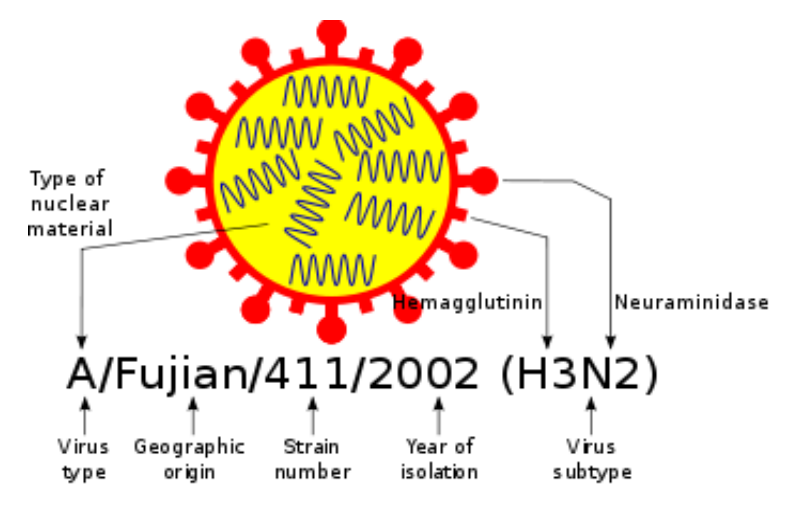 Type of
nuclear
material
Hemagglutinin
Neuraminidase
A/Fujian/411/2002 (H3N2)
Virus
type
Geographic
origin
Strain
number
Year of
isolation
Virus
subtype